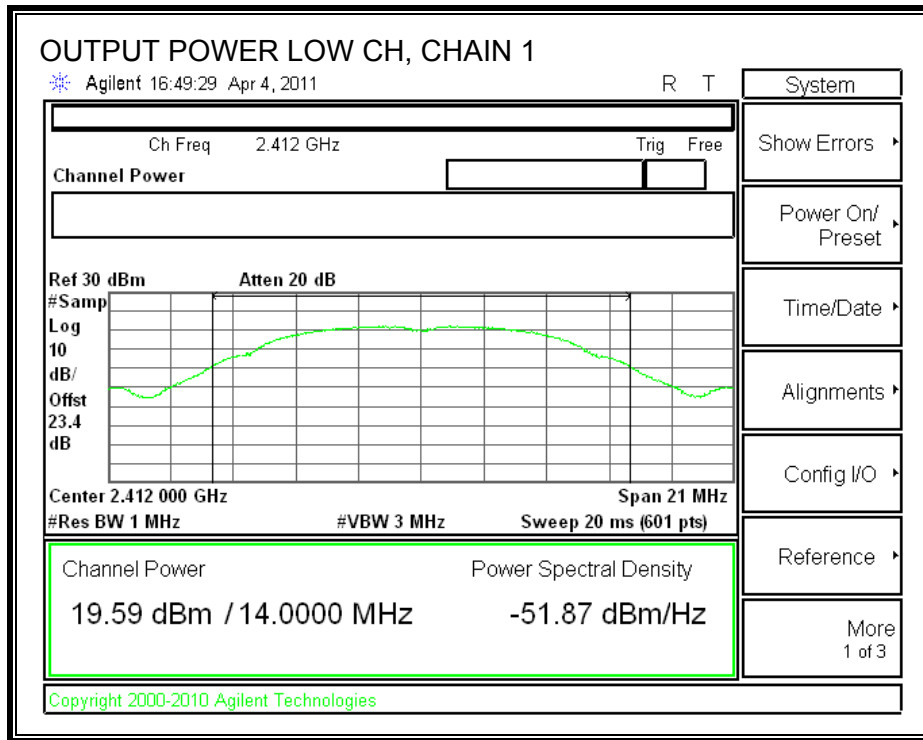 OUTPUT POWER LOW CH, CHAIN 1
Agilent 16:49:29 Apr 4, 2011 R T
System
Ch Freq 2.412 GHz Trig Free
Channel Power
Show Errors
Power On/
Preset
Ref 30 dBm Atten 20 dB
#Samp
Log
10
dB/
Offst
23.4
dB
Time/Date
Alignments
Config I/O
Center 2.412 000 GHz Span 21 MHz
#Res BW 1 MHz #VBW 3 MHz Sweep 20 ms (601 pts)
Channel Power Power Spectral Density
19.59 dBm / 14.0000 MHz -51.87 dBm/Hz
Reference
More
1 of 3
Copyright 2000-2010 Agilent Technologies